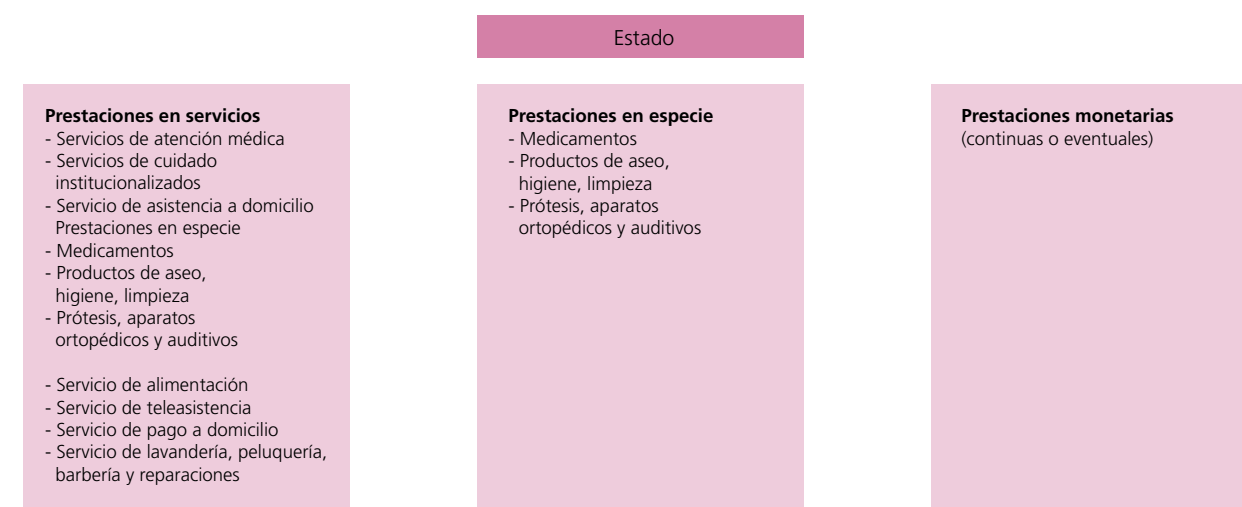 Estado
Prestaciones en servicios
- Servicios de atención médica
- Servicios de cuidado
institucionalizados
- Servicio de asistencia a domicilio
Prestaciones en especie
- Medicamentos
- Productos de aseo,
higiene, limpieza
- Prótesis, aparatos
ortopédicos y auditivos
- Servicio de alimentación
- Servicio de teleasistencia
- Servicio de pago a domicilio
- Servicio de lavandería, peluquería,
barbería y reparaciones
Prestaciones en especie
- Medicamentos
- Productos de aseo,
higiene, limpieza
- Prótesis, aparatos
ortopédicos y auditivos
Prestaciones monetarias
(continuas o eventuales)